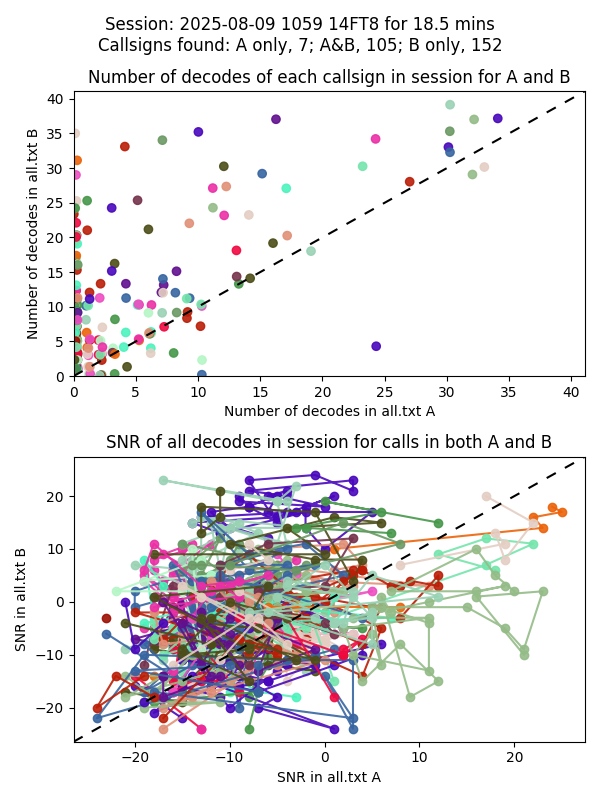 Session: 2025-08-09 1059 14FT8 for 18.5 mins
Callsigns found: A only, 7; A&B, 105; B only, 152
Number of decodes of each callsign in session for A and B
40
35
30
25
20
15
10
5
0
Number of decodes in all.txt B
0 5 10 15 20 25 30 35 40
Number of decodes in all.txt A
SNR of all decodes in session for calls in both A and B
20
10
0
−10
−20
SNR in all.txt B
−20 −10 0 10 20
SNR in all.txt A